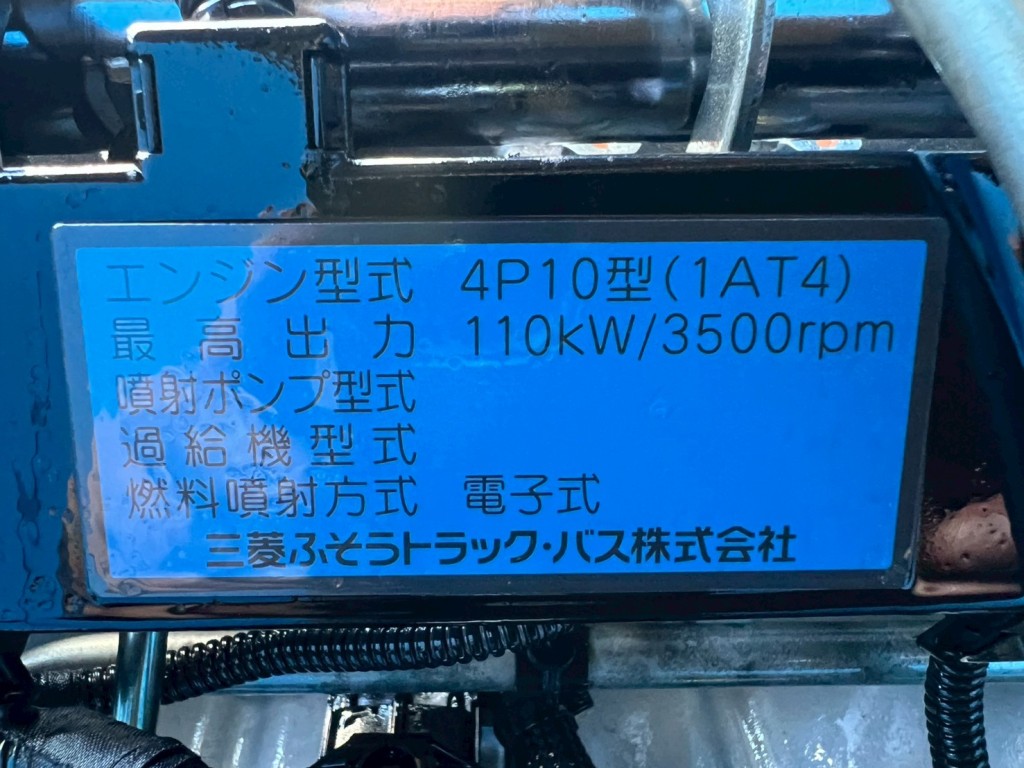 エンジン型式 4P10型(1AT4)
最高出力 110kW/3500rpm
噴射ポンプ型式
過給機型式
燃料噴射方式 電子式
三菱ふそうトラック・バス株式会社